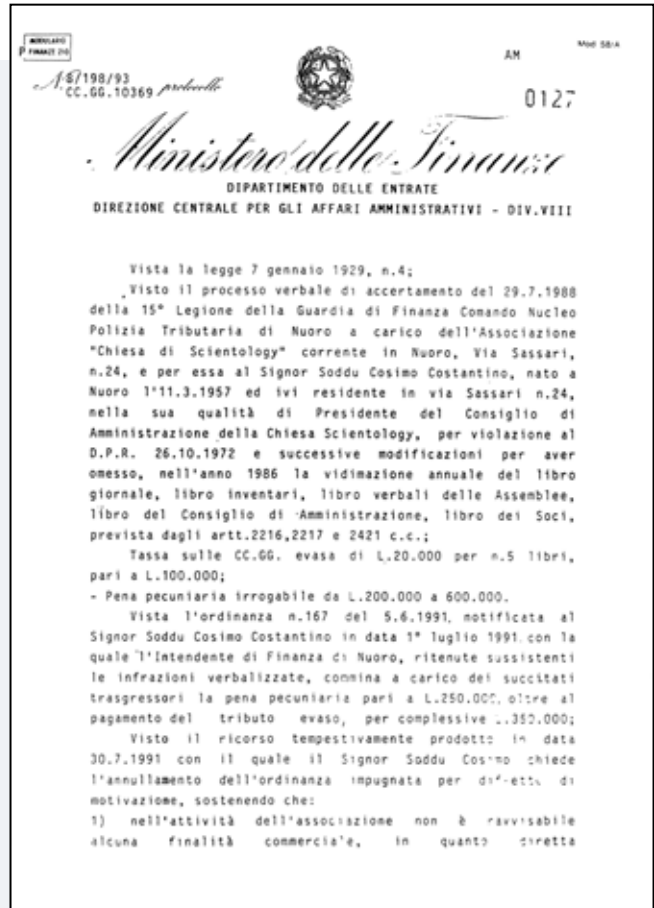 MODULARIO
P FINANZE 210
Mod 58/A
AM
N. 6/198/93
CC.GG.10369 protocollo
0127
Ministero delle Finanze
DIPARTIMENTO DELLE ENTRATE
DIREZIONE CENTRALE PER GLI AFFARI AMMINISTRATIVI - DIV.VIII
Vista la legge 7 gennaio 1929, n.4;
Visto il processo verbale di accertamento del 29.7.1988
della 15° Legione della Guardia di Finanza Comando Nucleo
Polizia Tributaria di Nuoro a carico dell'Associazione
"Chiesa di Scientology" corrente in Nuoro, Via Sassari,
n.24, e per essa al Signor Soddu Cosimo Costantino, nato a
Nuoro l'11.3.1957 ed ivi residente in via Sassari n.24,
nella sua qualità di Presidente del Consiglio di
Amministrazione della Chiesa Scientology, per violazione al
D.P.R. 26.10.1972 e successive modificazioni per aver
omesso, nell'anno 1986 la vidimazione annuale del libro
giornale, libro inventari, libro verbali delle Assemblee,
libro del Consiglio di Amministrazione, libro dei Soci,
prevista dagli artt.2216,2217 e 2421 c.c.;
Tassa sulle CC.GG. evasa di L.20.000 per n.5 libri,
pari a L.100.000;
- Pena pecuniaria irrogabile da L.200.000 a 600.000.
Vista l'ordinanza n.167 del 5.6.1991, notificata al
Signor Soddu Cosimo Costantino in data 1° luglio 1991 con la
quale l'Intendente di Finanza di Nuoro, ritenute sussistenti
le infrazioni verbalizzate, commina a carico dei succitati
trasgressori la pena pecuniaria pari a L.250.000, oltre al
pagamento del tributo evaso, per complessive L.350.000;
Visto il ricorso tempestivamente prodotto in data
30.7.1991 con il quale il Signor Soddu Cosimo chiede
l'annullamento dell'ordinanza impugnata per difetto di
motivazione, sostenendo che:
1) nell'attività dell'associazione non è ravvisabile
alcuna finalità commerciale, in quanto diretta